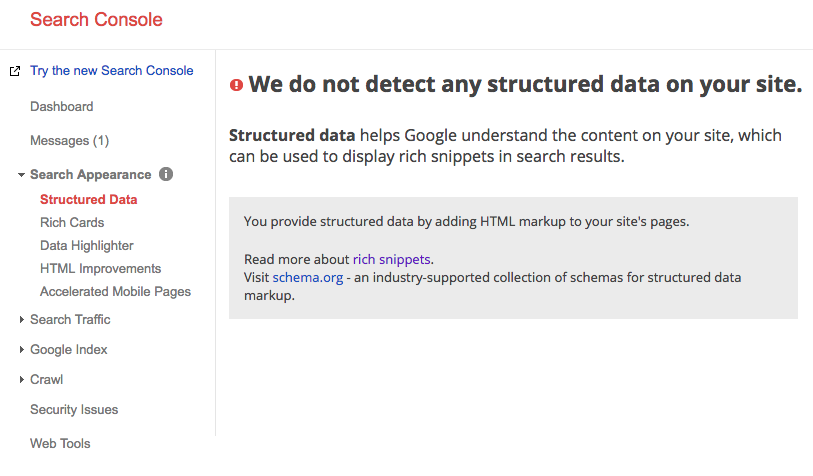 Search Console
Try the new Search Console
Dashboard
Messages (1)
Search Appearance
Structured Data
Rich Cards
Data Highlighter
HTML Improvements
Accelerated Mobile Pages
Search Traffic
Google Index
Crawl
Security Issues
Web Tools
We do not detect any structured data on your site.
Structured data helps Google understand the content on your site, which
can be used to display rich snippets in search results.
You provide structured data by adding HTML markup to your site's pages.
Read more about rich snippets.
Visit schema.org - an industry-supported collection of schemas for structured data
markup.